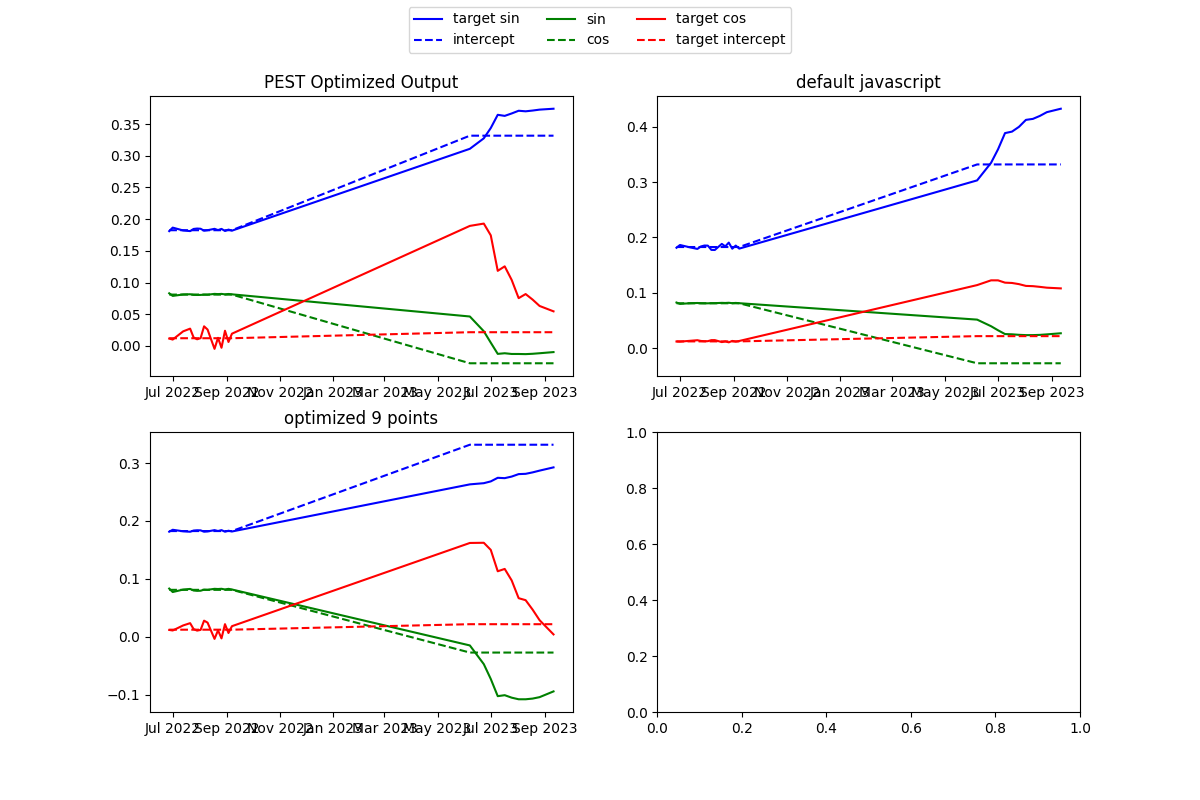 target sin sin target cos
intercept cos target intercept
PEST Optimized Output
0.35
0.30
0.25
0.20
0.15
0.10
0.05
0.00
Jul 2022 Sep 2022 Nov 2022 Jan 2023 Mar 2023 May 2023 Jul 2023 Sep 2023
default javascript
0.4
0.3
0.2
0.1
0.0
Jul 2022 Sep 2022 Nov 2022 Jan 2023 Mar 2023 May 2023 Jul 2023 Sep 2023
optimized 9 points
0.3
0.2
0.1
0.0
−0.1
Jul 2022 Sep 2022 Nov 2022 Jan 2023 Mar 2023 May 2023 Jul 2023 Sep 2023
1.0
0.8
0.6
0.4
0.2
0.0
0.0 0.2 0.4 0.6 0.8 1.0